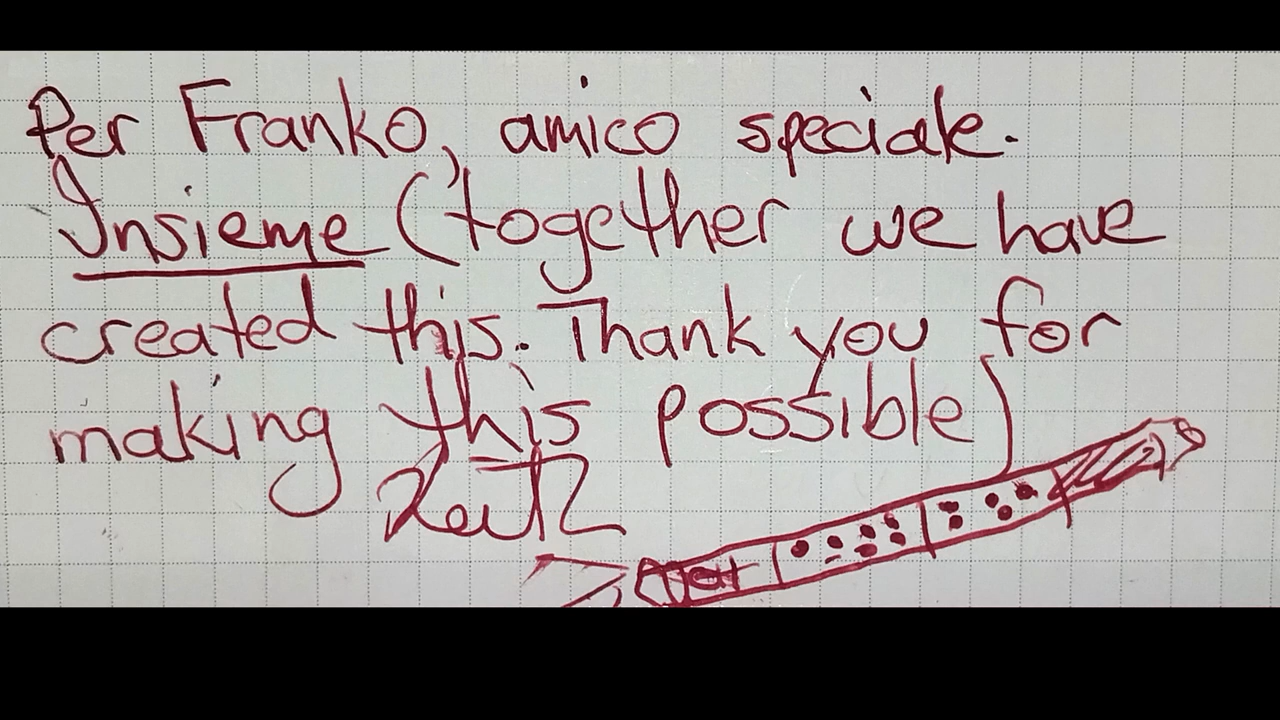 Per Franko, amico speciale.
Insieme (together we have
created this. Thank you for
making this possible)